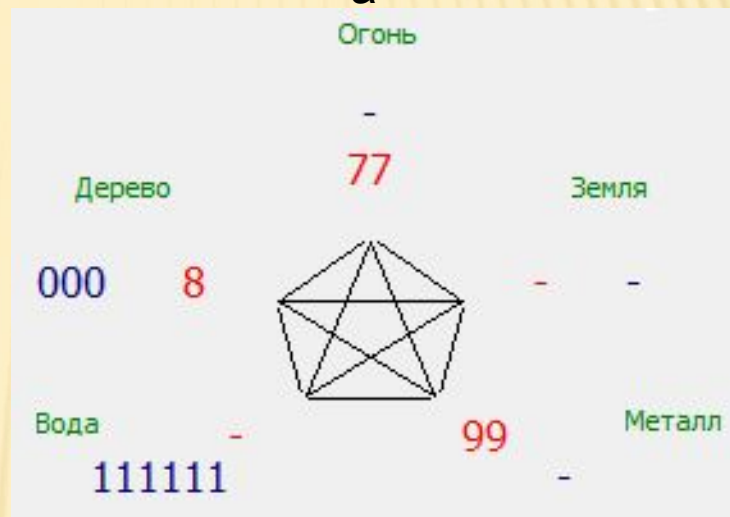 Огонь
-
77
Дерево
Земля
000 8 - -
Вода
-
99
Металл
111111
-